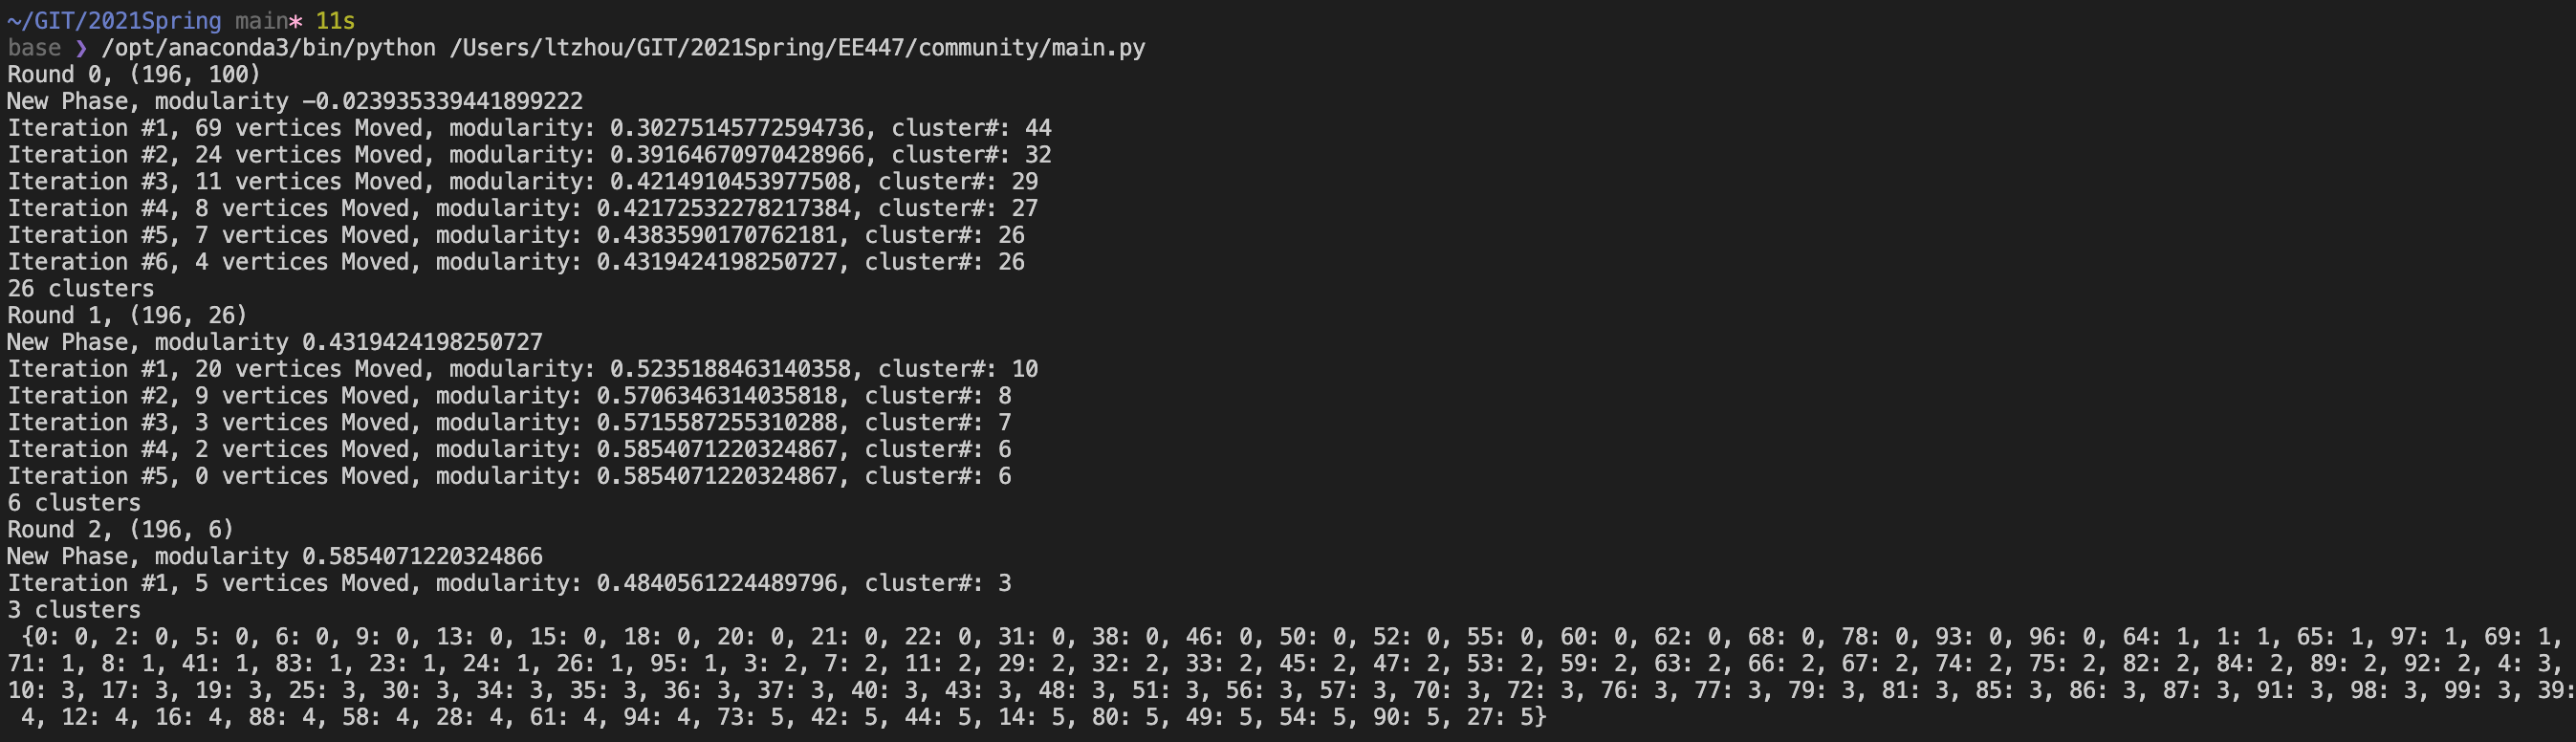 ~/GIT/2021Spring main* 11s
base ❯ /opt/anaconda3/bin/python /Users/ltzhou/GIT/2021Spring/EE447/community/main.py
Round 0, (196, 100)
New Phase, modularity -0.023935339441899222
Iteration #1, 69 vertices Moved, modularity: 0.30275145772594736, cluster#: 44
Iteration #2, 24 vertices Moved, modularity: 0.39164670970428966, cluster#: 32
Iteration #3, 11 vertices Moved, modularity: 0.4214910453977508, cluster#: 29
Iteration #4, 8 vertices Moved, modularity: 0.42172532278217384, cluster#: 27
Iteration #5, 7 vertices Moved, modularity: 0.4383590170762181, cluster#: 26
Iteration #6, 4 vertices Moved, modularity: 0.4319424198250727, cluster#: 26
26 clusters
Round 1, (196, 26)
New Phase, modularity 0.4319424198250727
Iteration #1, 20 vertices Moved, modularity: 0.5235188463140358, cluster#: 10
Iteration #2, 9 vertices Moved, modularity: 0.5706346314035818, cluster#: 8
Iteration #3, 3 vertices Moved, modularity: 0.5715587255310288, cluster#: 7
Iteration #4, 2 vertices Moved, modularity: 0.5854071220324867, cluster#: 6
Iteration #5, 0 vertices Moved, modularity: 0.5854071220324867, cluster#: 6
6 clusters
Round 2, (196, 6)
New Phase, modularity 0.5854071220324866
Iteration #1, 5 vertices Moved, modularity: 0.4840561224489796, cluster#: 3
3 clusters
{0: 0, 2: 0, 5: 0, 6: 0, 9: 0, 13: 0, 15: 0, 18: 0, 20: 0, 21: 0, 22: 0, 31: 0, 38: 0, 46: 0, 50: 0, 52: 0, 55: 0, 60: 0, 62: 0, 68: 0, 78: 0, 93: 0, 96: 0, 64: 1, 1: 1, 65: 1, 97: 1, 69: 1,
71: 1, 8: 1, 41: 1, 83: 1, 23: 1, 24: 1, 26: 1, 95: 1, 3: 2, 7: 2, 11: 2, 29: 2, 32: 2, 33: 2, 45: 2, 47: 2, 53: 2, 59: 2, 63: 2, 66: 2, 67: 2, 74: 2, 75: 2, 82: 2, 84: 2, 89: 2, 92: 2, 4: 3,
10: 3, 17: 3, 19: 3, 25: 3, 30: 3, 34: 3, 35: 3, 36: 3, 37: 3, 40: 3, 43: 3, 48: 3, 51: 3, 56: 3, 57: 3, 70: 3, 72: 3, 76: 3, 77: 3, 79: 3, 81: 3, 85: 3, 86: 3, 87: 3, 91: 3, 98: 3, 99: 3, 39:
4, 12: 4, 16: 4, 88: 4, 58: 4, 28: 4, 61: 4, 94: 4, 73: 5, 42: 5, 44: 5, 14: 5, 80: 5, 49: 5, 54: 5, 90: 5, 27: 5}